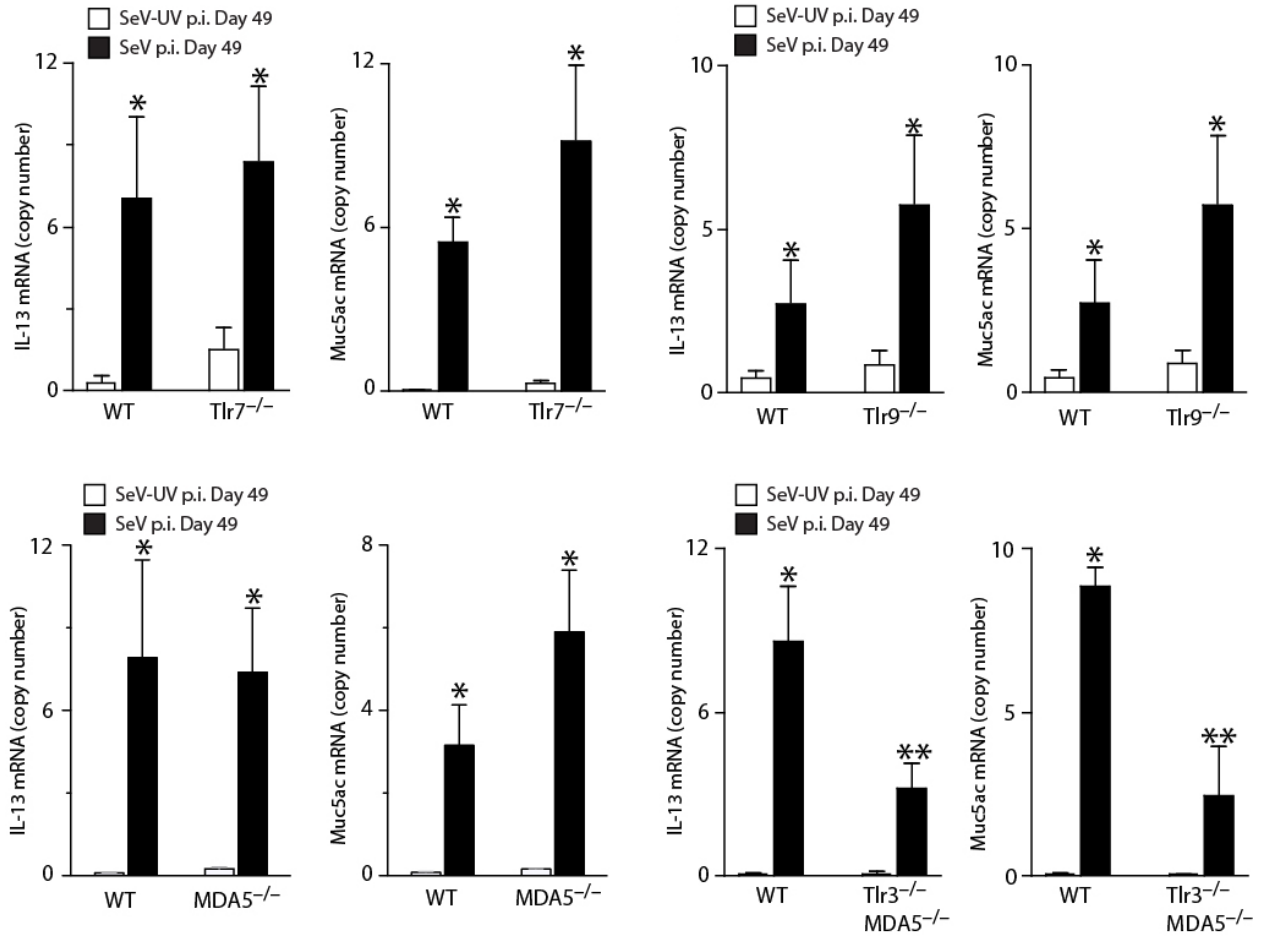 SeV-UV p.i. Day 49
SeV p.i. Day 49
12
6
0
IL-13 mRNA (copy number)
*
*
WT
Tlr7−/−
12
6
0
Muc5ac mRNA (copy number)
*
*
WT
Tlr7−/−
SeV-UV p.i. Day 49
SeV p.i. Day 49
10
5
0
IL-13 mRNA (copy number)
*
*
WT
Tlr9−/−
10
5
0
Muc5ac mRNA (copy number)
*
*
WT
Tlr9−/−
SeV-UV p.i. Day 49
SeV p.i. Day 49
12
6
0
IL-13 mRNA (copy number)
*
*
WT
MDA5−/−
8
4
0
Muc5ac mRNA (copy number)
*
*
WT
MDA5−/−
SeV-UV p.i. Day 49
SeV p.i. Day 49
12
6
0
IL-13 mRNA (copy number)
*
**
WT
Tlr3−/−
MDA5−/−
10
5
0
Muc5ac mRNA (copy number)
*
**
WT
Tlr3−/−
MDA5−/−